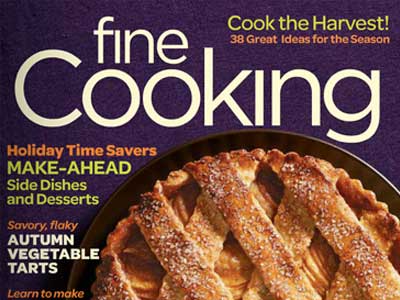 Cook the Harvest!
38 Great Ideas for the Season
fine
Cooking
Holiday Time Savers
MAKE-AHEAD
Side Dishes
and Desserts
Savory, flaky
AUTUMN
VEGETABLE
TARTS
Learn to make